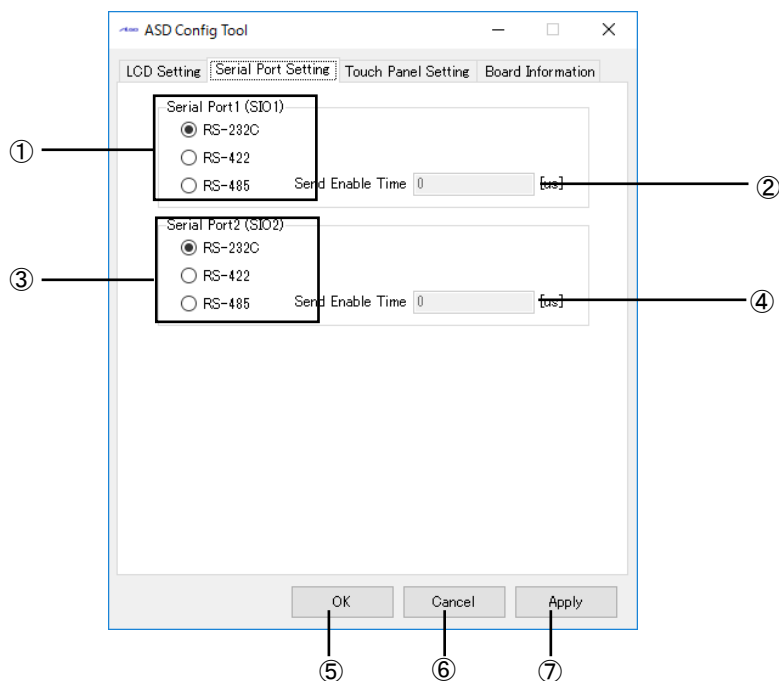 ASD Config Tool
LCD Setting Serial Port Setting Touch Panel Setting Board Information
Serial Port1 (SIO1)
RS-232C
①
RS-422
RS-485 Send Enable Time 0 [us]
②
Serial Port2 (SIO2)
RS-232C
③
RS-422
RS-485 Send Enable Time 0 [us]
④
OK Cancel Apply
⑤ ⑥ ⑦